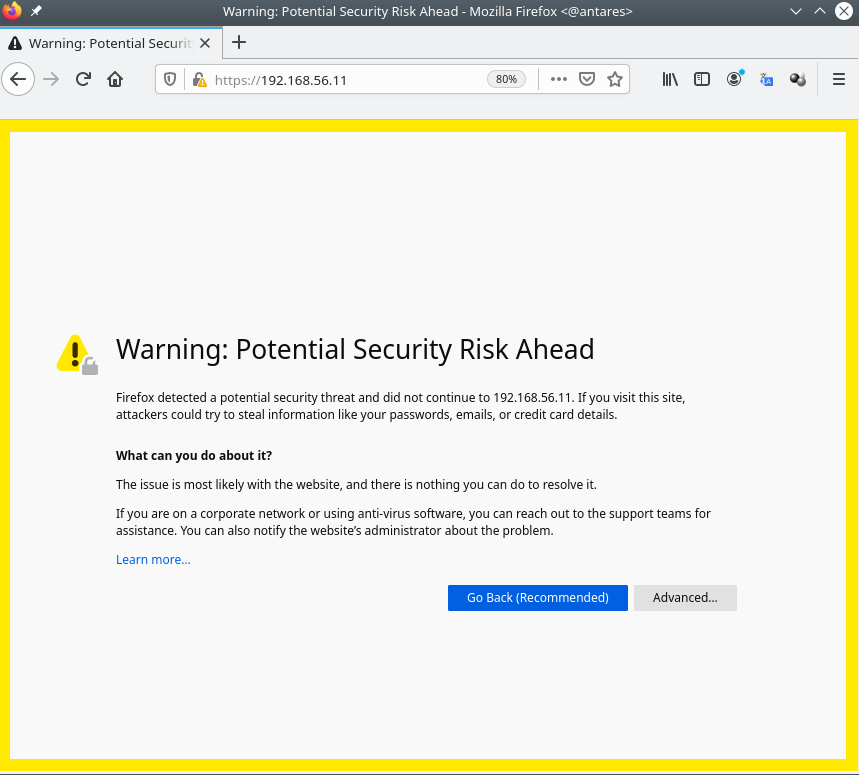 Warning: Potential Security Risk Ahead - Mozilla Firefox <@antares>
Warning: Potential Securit
https://192.168.56.11
80%
Warning: Potential Security Risk Ahead
Firefox detected a potential security threat and did not continue to 192.168.56.11. If you visit this site,
attackers could try to steal information like your passwords, emails, or credit card details.
What can you do about it?
The issue is most likely with the website, and there is nothing you can do to resolve it.
If you are on a corporate network or using anti-virus software, you can reach out to the support teams for
assistance. You can also notify the website’s administrator about the problem.
Learn more…
Go Back (Recommended)
Advanced…